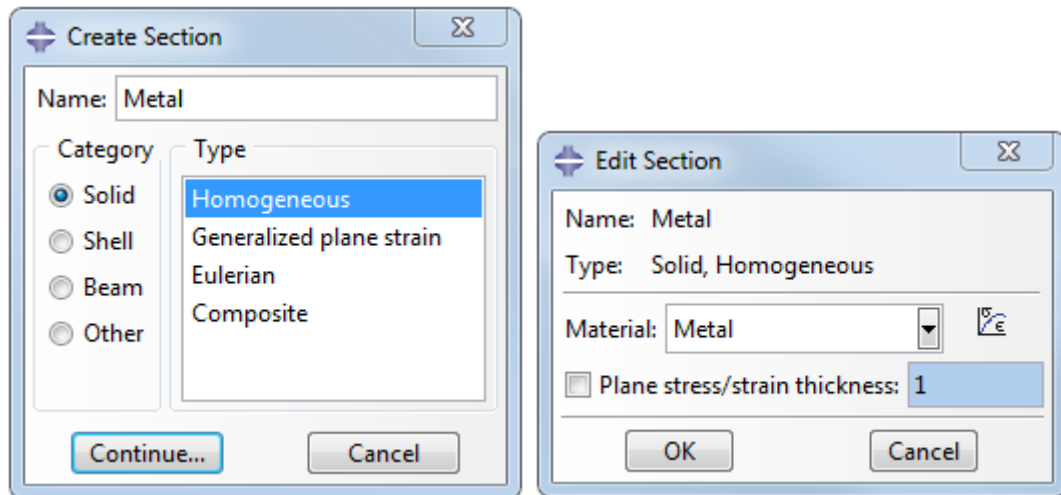 Create Section
Name: Metal
Category
Type
Solid
Shell
Beam
Other
Homogeneous
Generalized plane strain
Eulerian
Composite
Continue...
Cancel
Edit Section
Name: Metal
Type: Solid, Homogeneous
Material: Metal
σ
ε
Plane stress/strain thickness: 1
OK
Cancel